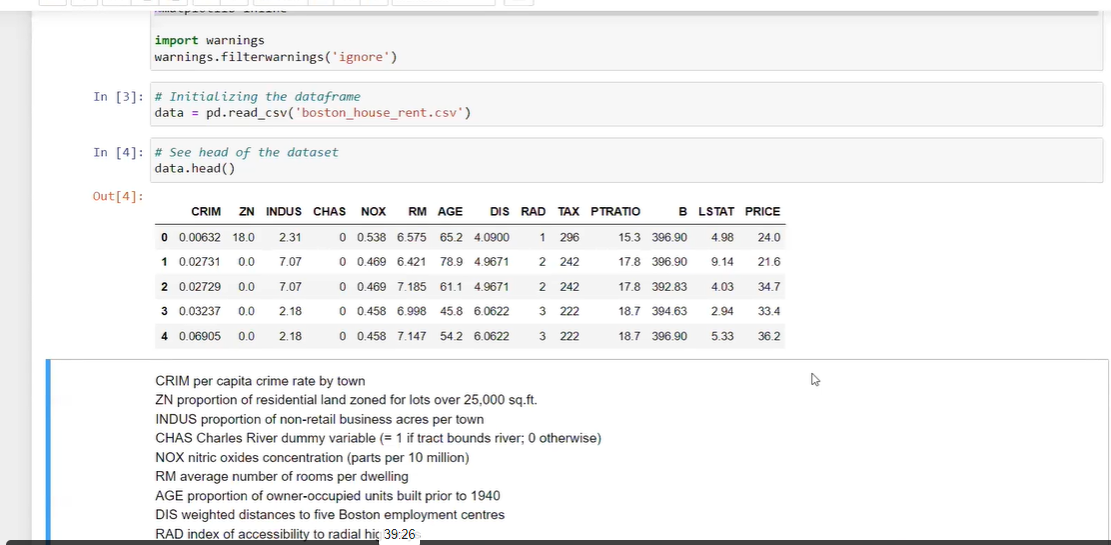 import warnings
warnings.filterwarnings('ignore')
In [3]: # Initializing the dataframe
data = pd.read_csv('boston_house_rent.csv')
In [4]: # See head of the dataset
data.head()
Out[4]:
CRIM ZN INDUS CHAS NOX RM AGE DIS RAD TAX PTRATIO B LSTAT PRICE
0 0.00632 18.0 2.31 0 0.538 6.575 65.2 4.0900 1 296 15.3 396.90 4.98 24.0
1 0.02731 0.0 7.07 0 0.469 6.421 78.9 4.9671 2 242 17.8 396.90 9.14 21.6
2 0.02729 0.0 7.07 0 0.469 7.185 61.1 4.9671 2 242 17.8 392.83 4.03 34.7
3 0.03237 0.0 2.18 0 0.458 6.998 45.8 6.0622 3 222 18.7 394.63 2.94 33.4
4 0.06905 0.0 2.18 0 0.458 7.147 54.2 6.0622 3 222 18.7 396.90 5.33 36.2
CRIM per capita crime rate by town
ZN proportion of residential land zoned for lots over 25,000 sq.ft.
INDUS proportion of non-retail business acres per town
CHAS Charles River dummy variable (= 1 if tract bounds river; 0 otherwise)
NOX nitric oxides concentration (parts per 10 million)
RM average number of rooms per dwelling
AGE proportion of owner-occupied units built prior to 1940
DIS weighted distances to five Boston employment centres
RAD index of accessibility to radial
39:26